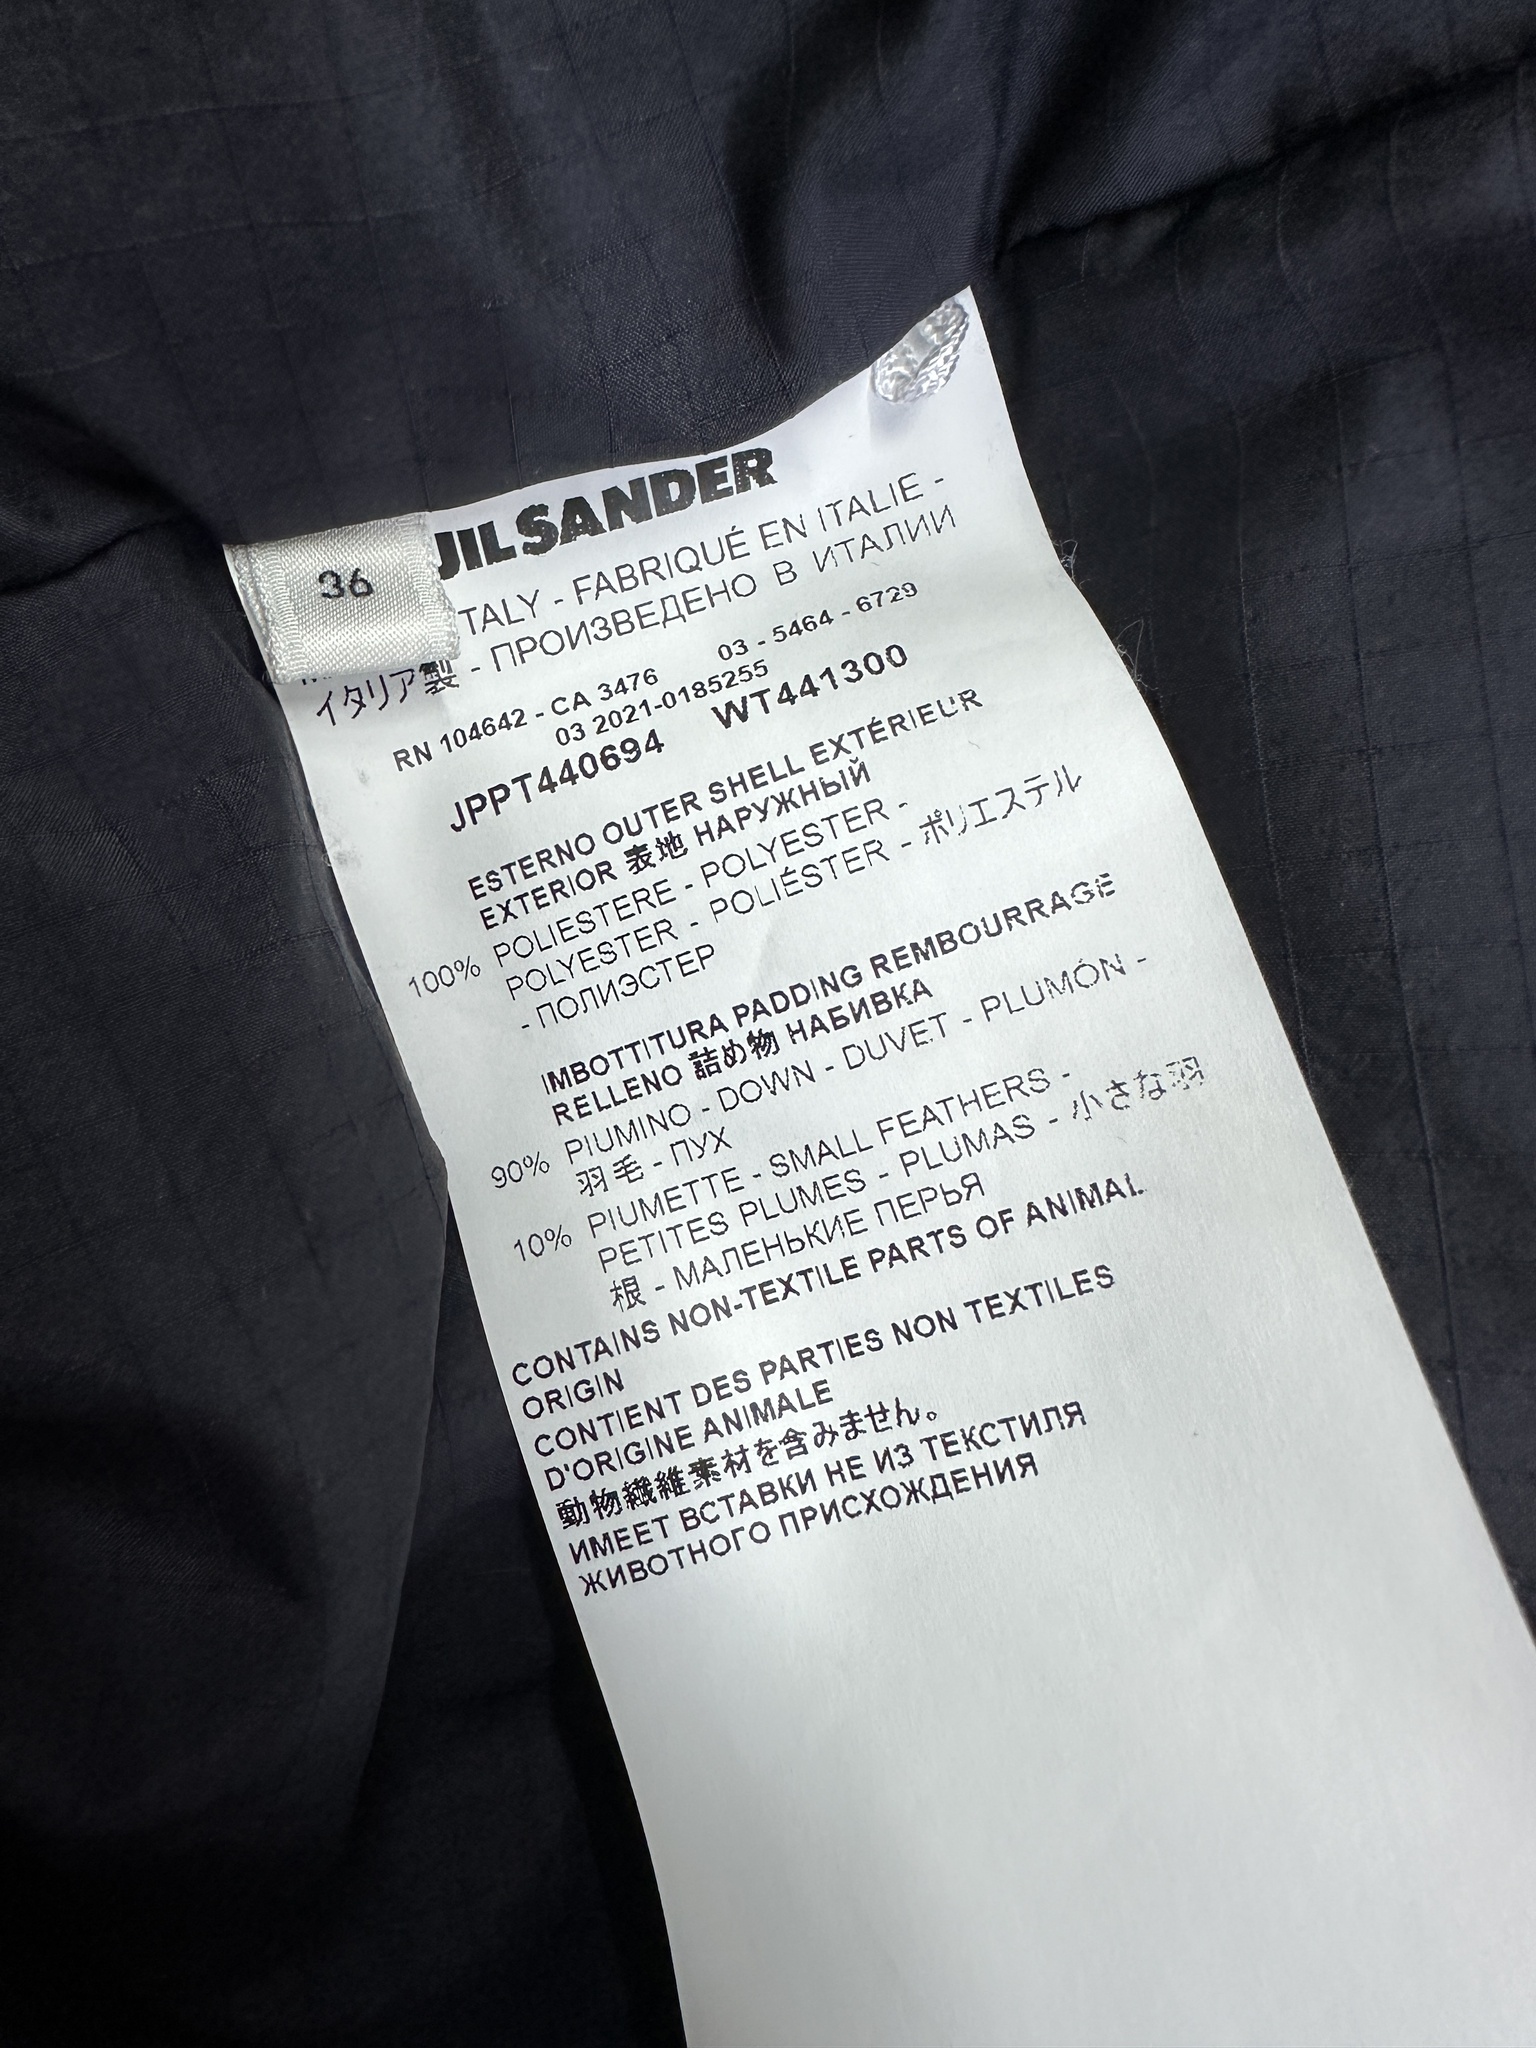 JIL SANDER
36
ITALY - FABRIQUÉ EN ITALIE -
イタリア製 - ПРОИЗВЕДЕНО В ИТАЛИИ
RN 104642 - CA 3476 03 - 5464 - 6729
03 2021-0185255
JPPT440694 WT441300
ESTERNO OUTER SHELL EXTÉRIEUR
EXTERIOR 表地 НАРУЖНЫЙ
100% POLIESTERE - POLYESTER -
POLYESTER - POLIÉSTER - ポリエステル
- ПОЛИЭСТЕР
IMBOTTITURA PADDING REMBOURRAGE
RELLENO 詰め物 НАБИВКА
90% PIUMINO - DOWN - DUVET - PLUMÓN -
羽毛 - ПУХ
10% PIUMETTE - SMALL FEATHERS -
PETITES PLUMES - PLUMAS - 小さな羽
根 - МАЛЕНЬКИЕ ПЕРЬЯ
CONTAINS NON-TEXTILE PARTS OF ANIMAL
ORIGIN
CONTIENT DES PARTIES NON TEXTILES
D'ORIGINE ANIMALE
動物繊維素材を含みません。
ИМЕЕТ ВСТАВКИ НЕ ИЗ ТЕКСТИЛЯ
ЖИВОТНОГО ПРИСХОЖДЕНИЯ